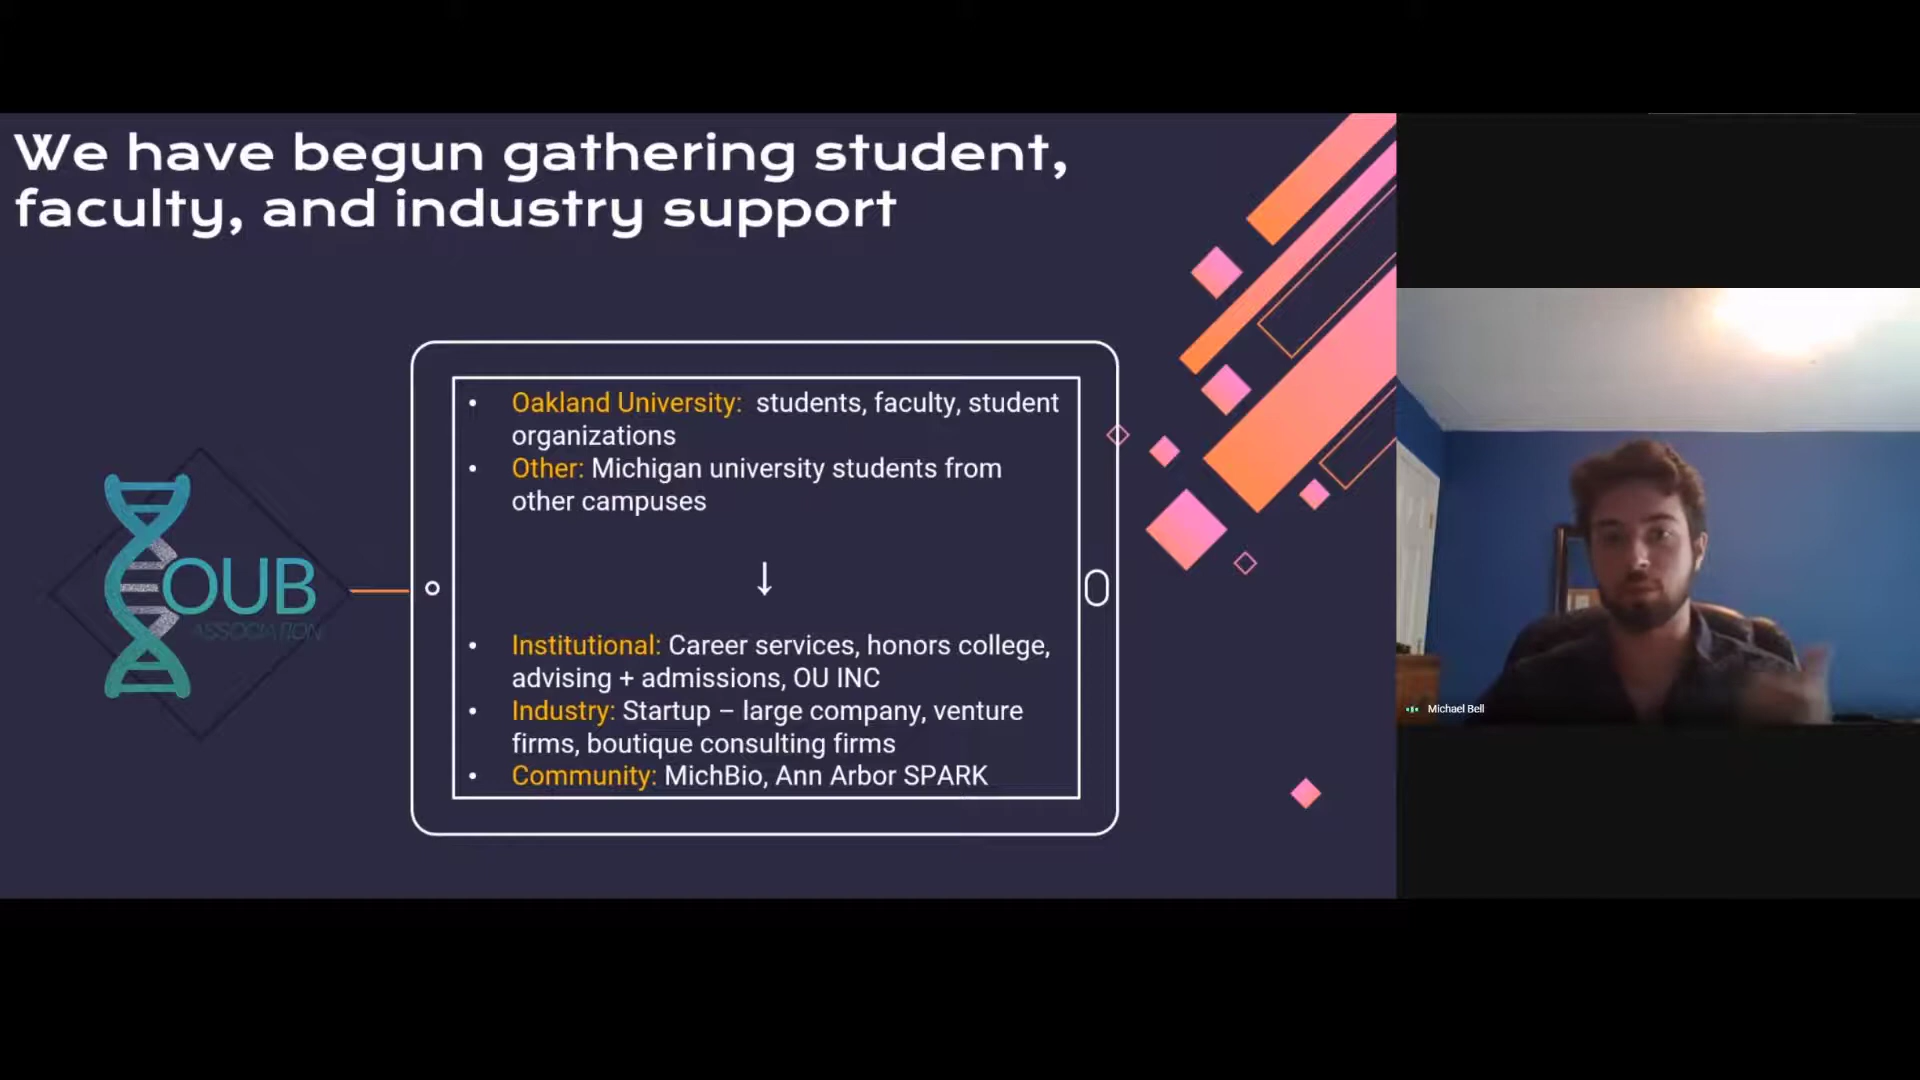 We have begun gathering student,
faculty, and industry support
• Oakland University: students, faculty, student
organizations
• Other: Michigan university students from
other campuses
↓
OUB
ASSOCIATION
• Institutional: Career services, honors college,
advising + admissions, OU INC
• Industry: Startup – large company, venture
firms, boutique consulting firms
• Community: MichBio, Ann Arbor SPARK
Michael Bell